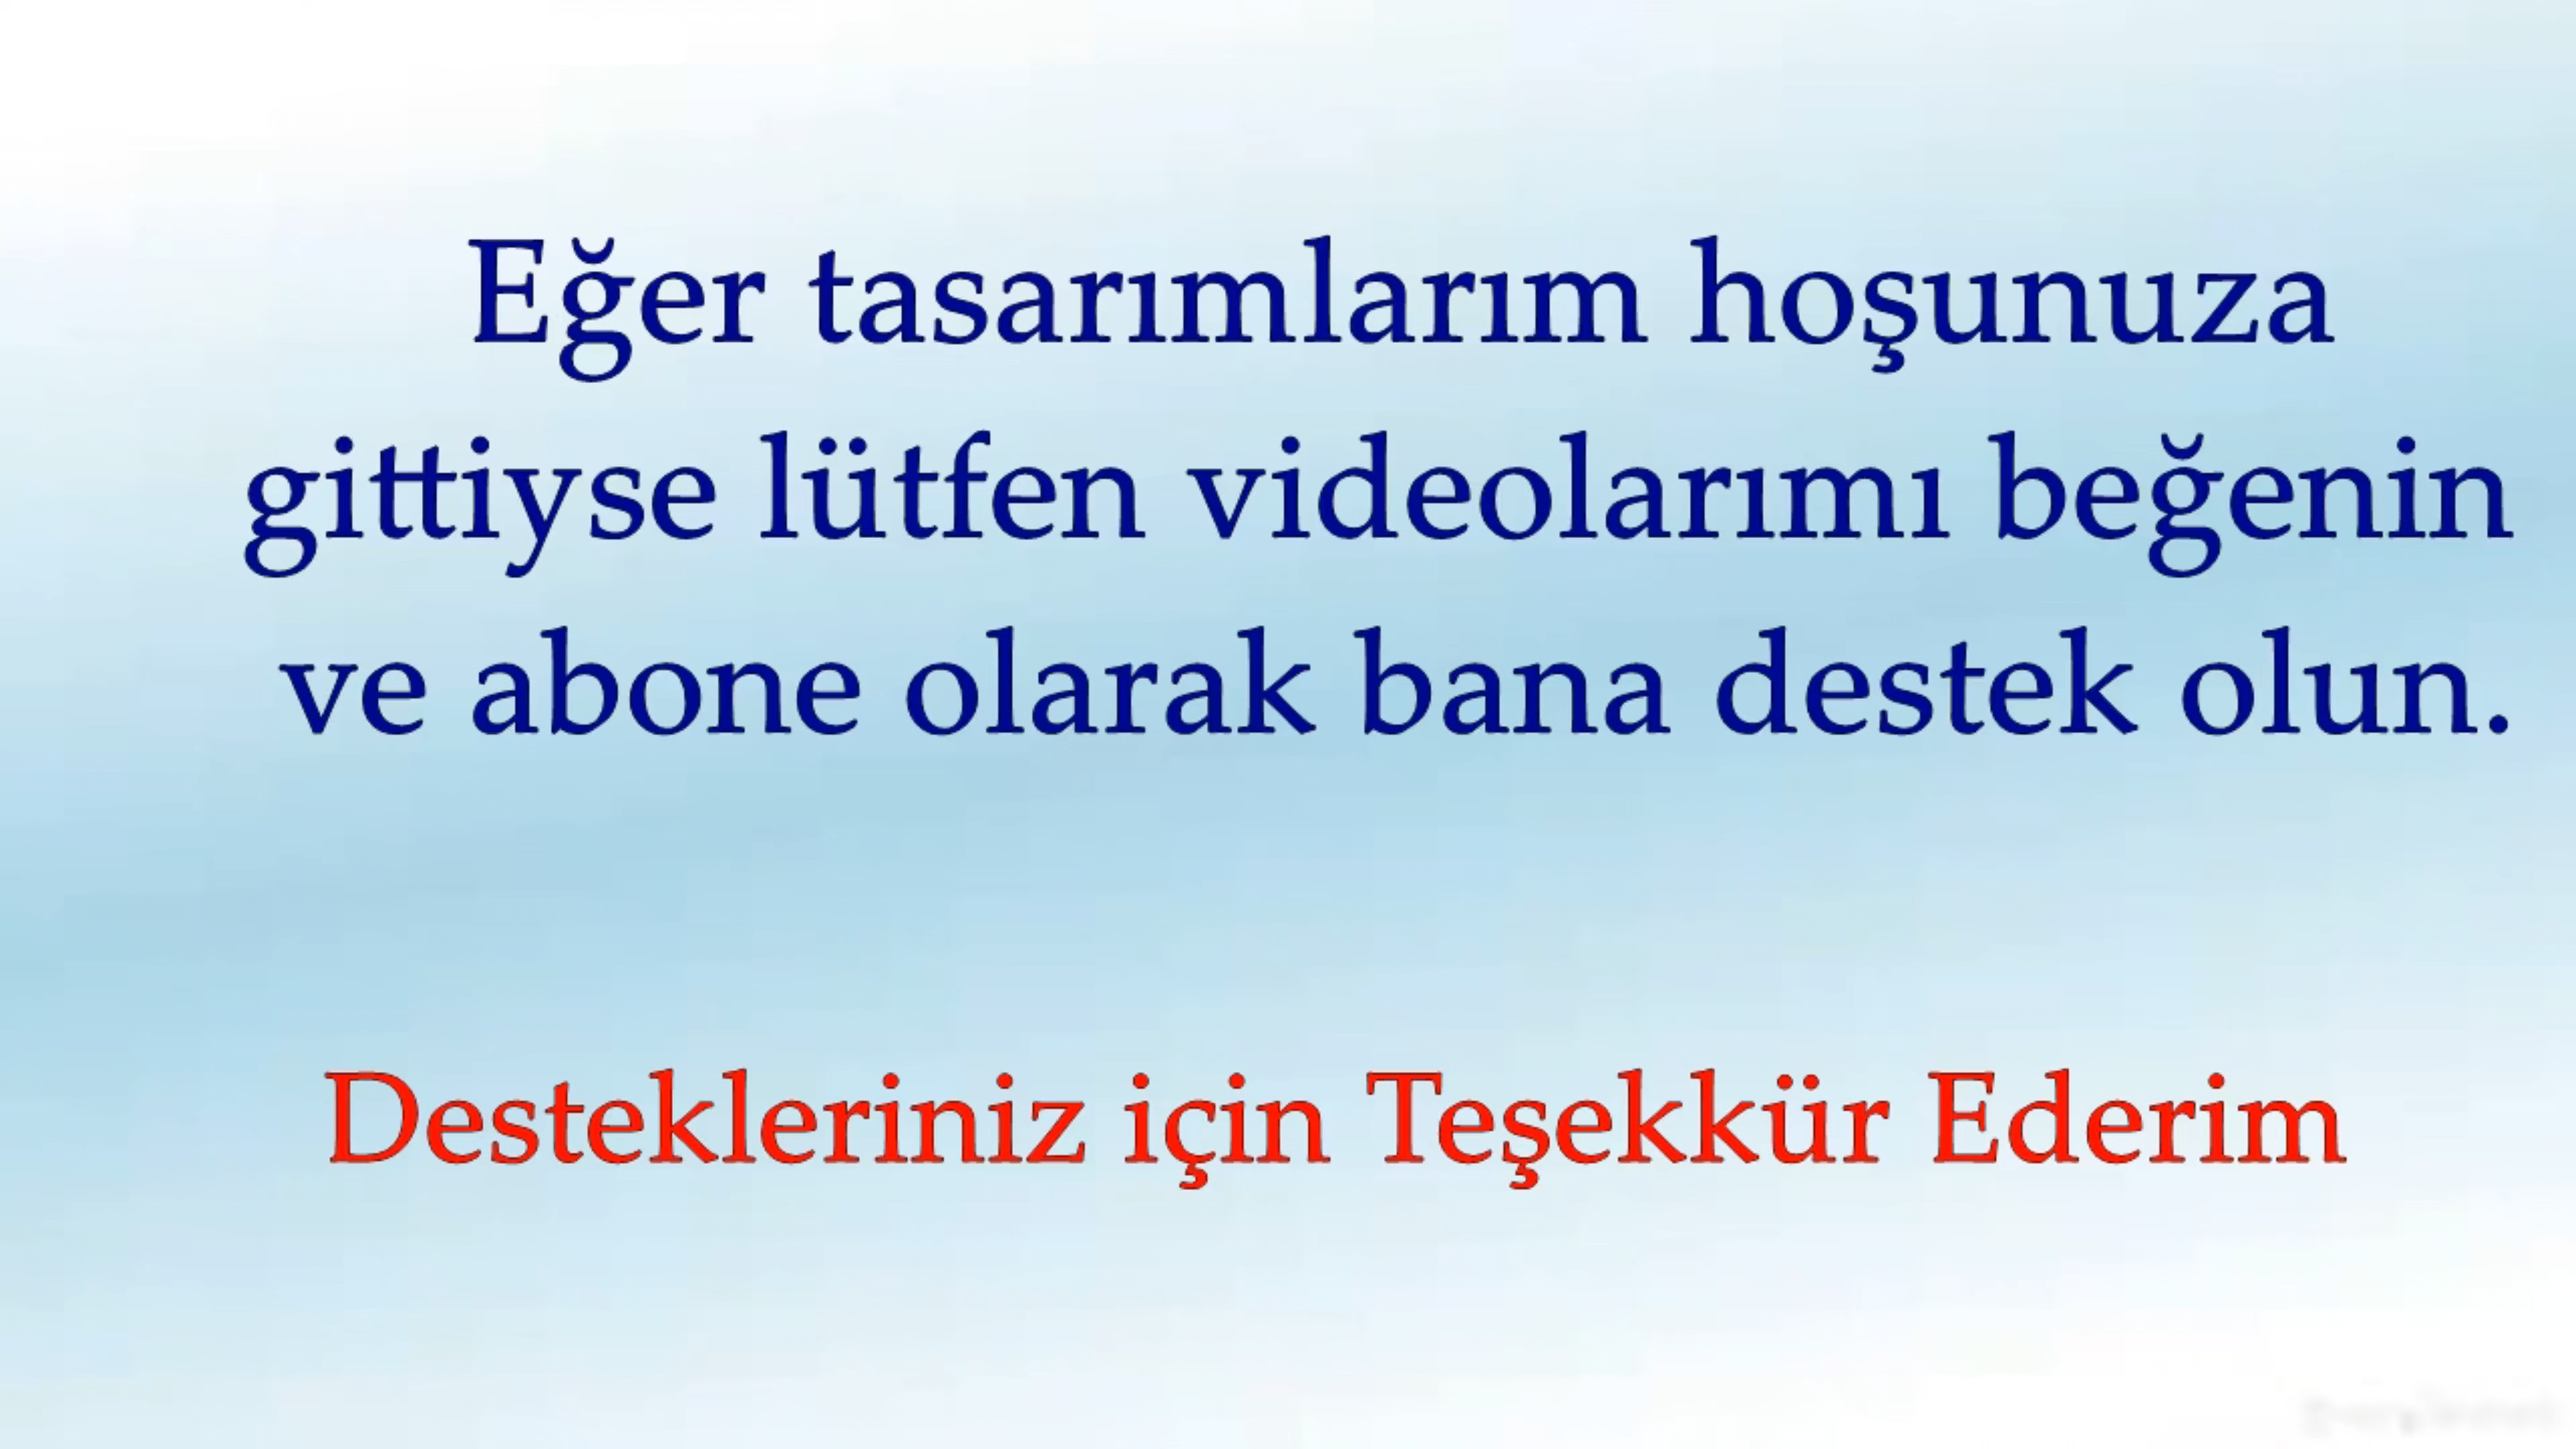 Eğer tasarımlarım hoşunuza
gittiyse lütfen videolarımı beğenin
ve abone olarak bana destek olun.
Destekleriniz için Teşekkür Ederim